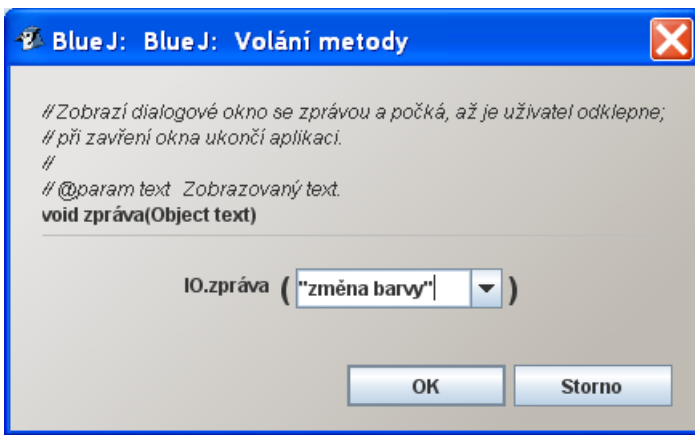 BlueJ: BlueJ: Volání metody
// Zobrazí dialogové okno se zprávou a počká, až je uživatel odklepne;
// při zavření okna ukončí aplikaci.
//
// @param text Zobrazovaný text.
void zpráva(Object text)
IO.zpráva ( "změna barvy" )
OK Storno